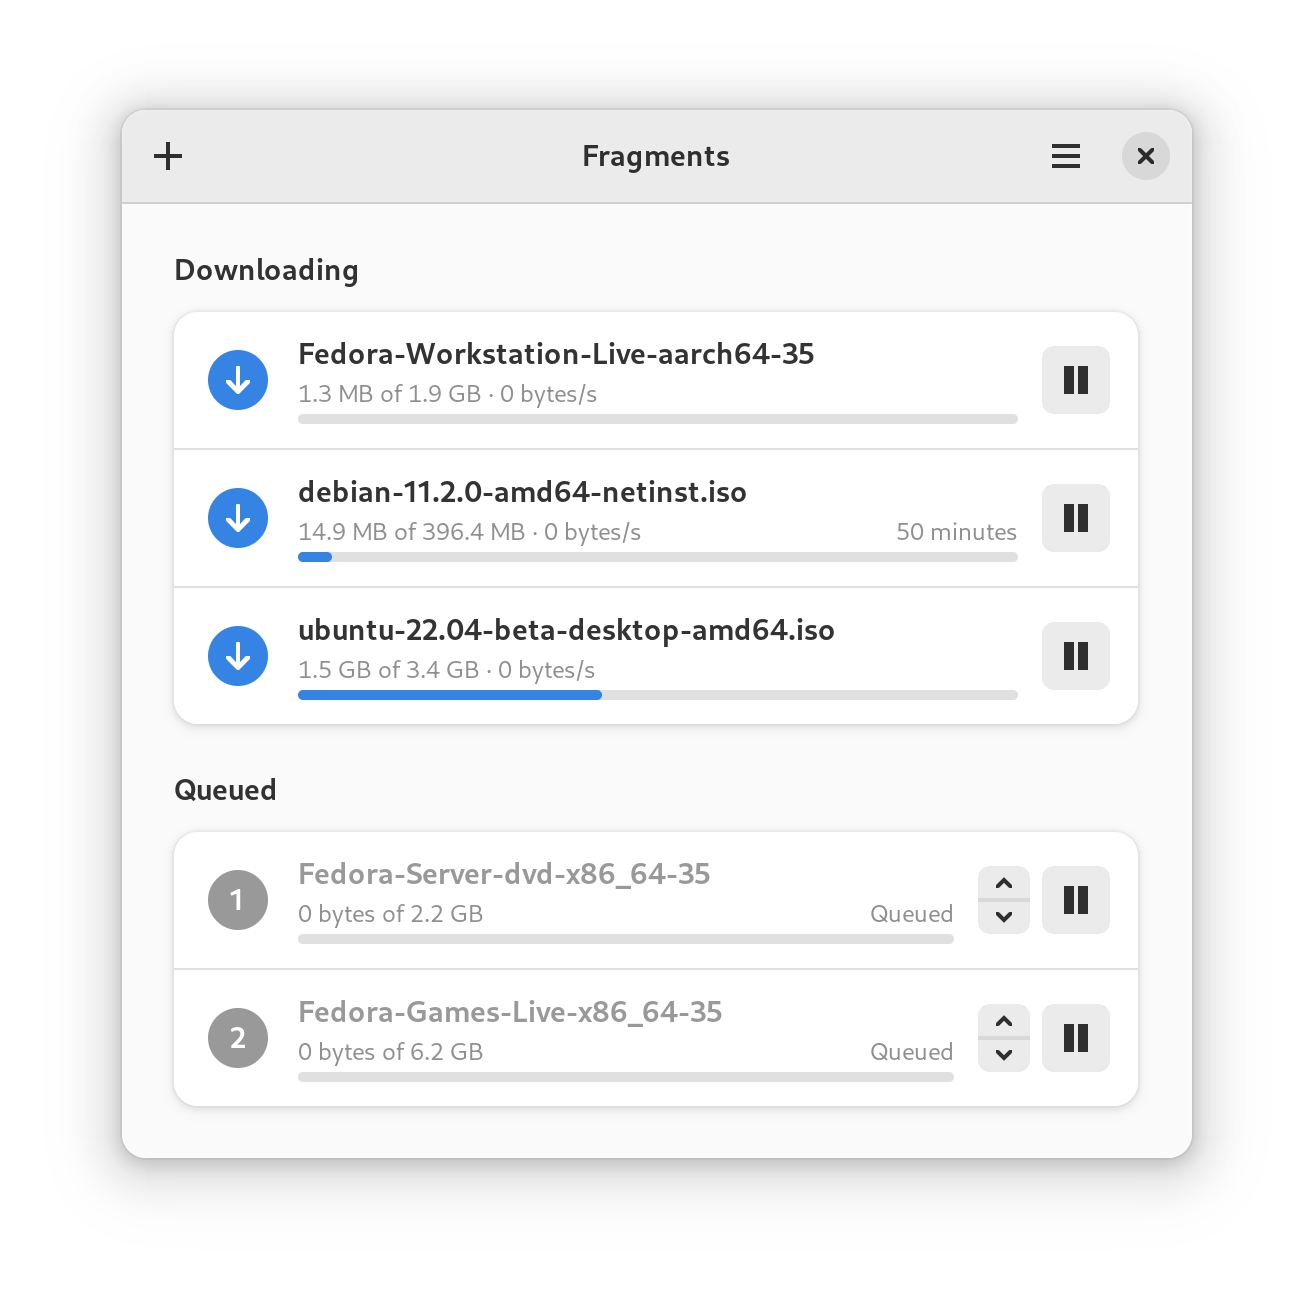 Fragments
Downloading
Fedora-Workstation-Live-aarch64-35
1.3 MB of 1.9 GB · 0 bytes/s
debian-11.2.0-amd64-netinst.iso
14.9 MB of 396.4 MB · 0 bytes/s 50 minutes
ubuntu-22.04-beta-desktop-amd64.iso
1.5 GB of 3.4 GB · 0 bytes/s
Queued
1 Fedora-Server-dvd-x86_64-35
0 bytes of 2.2 GB Queued
2 Fedora-Games-Live-x86_64-35
0 bytes of 6.2 GB Queued